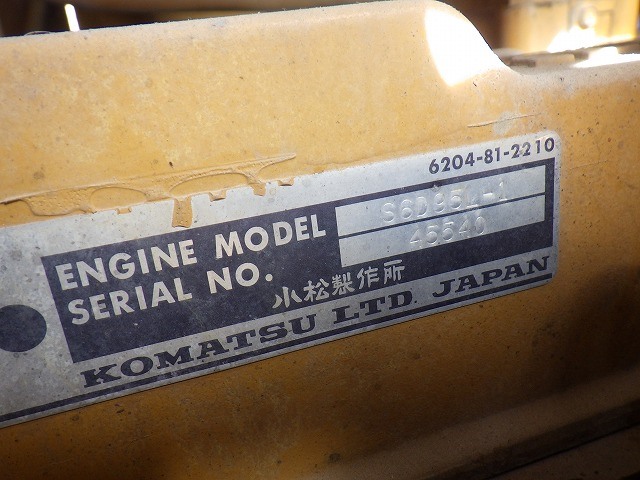 6204-81-2210
ENGINE MODEL S6D95L-1
SERIAL NO. 45540
小松製作所
KOMATSU LTD. JAPAN